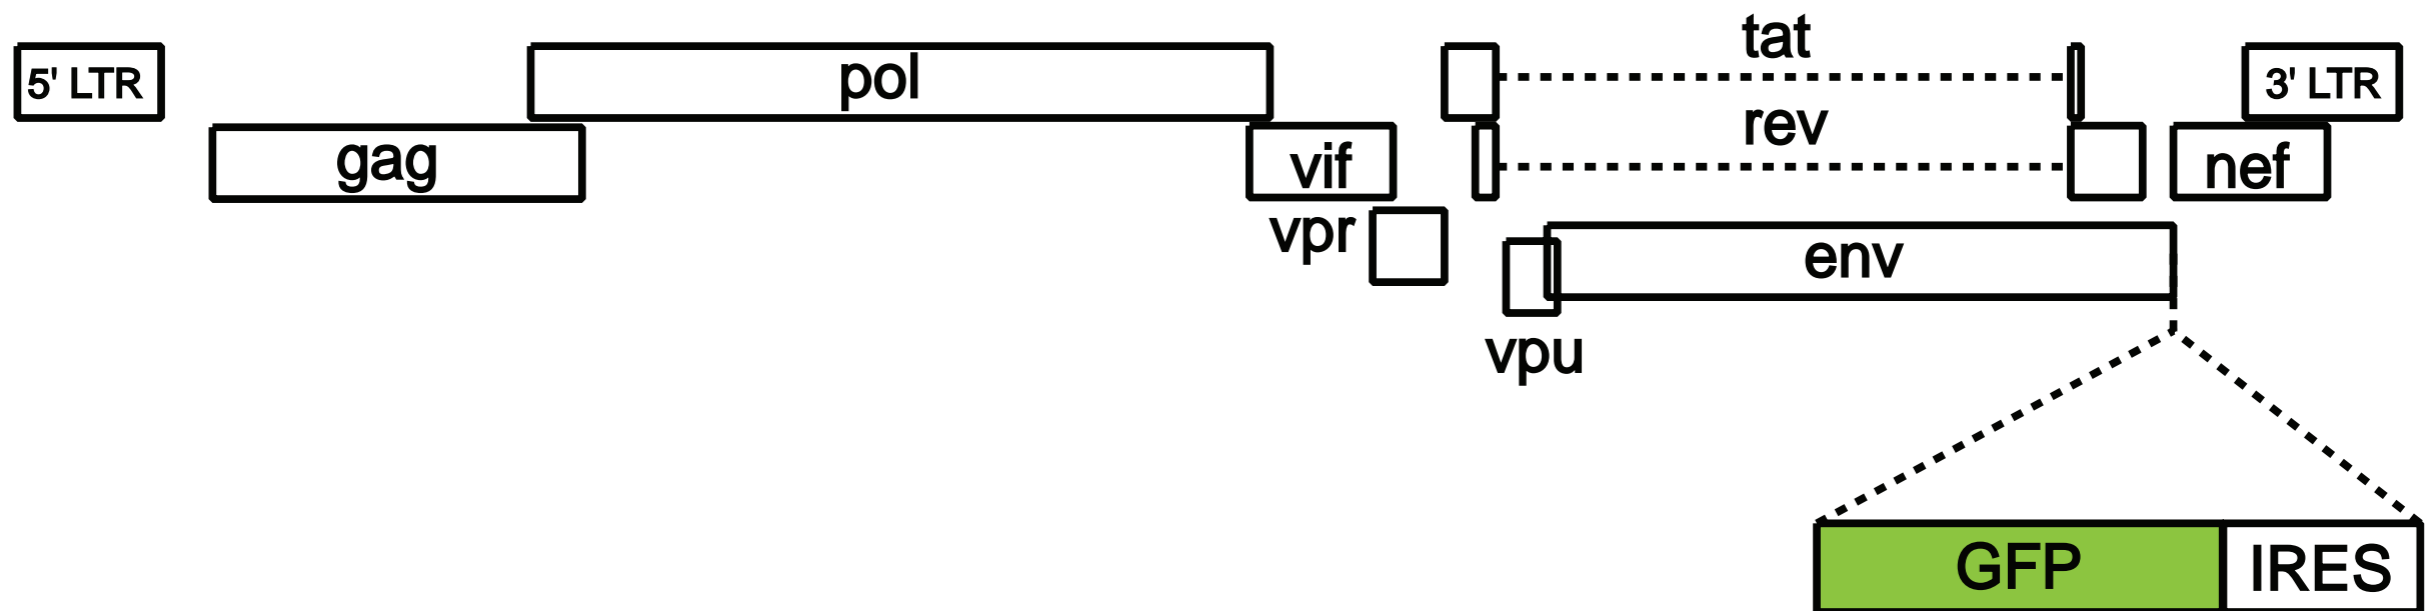 5' LTR
gag
pol
vif
vpr
tat
rev
vpu
env
nef
3' LTR
GFP
IRES